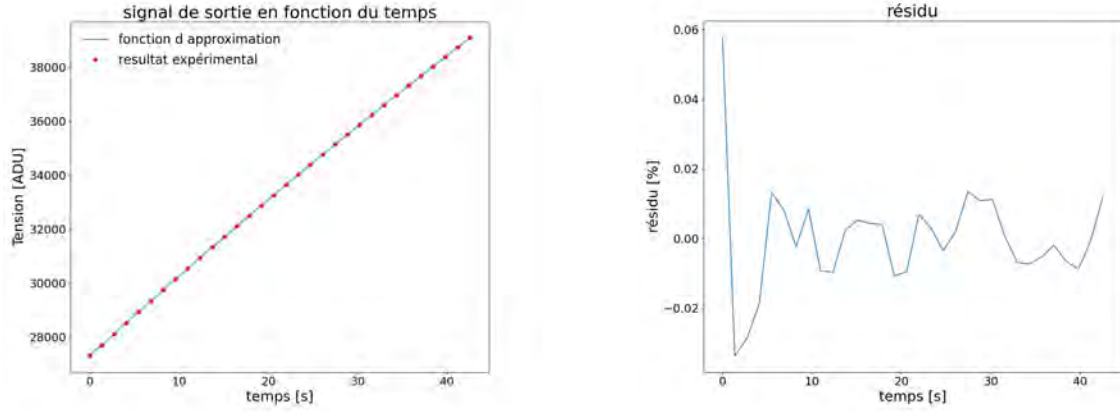 signal de sortie en fonction du temps
fonction d approximation
resultat expérimental
38000
36000
34000
32000
30000
28000
Tension [ADU]
0
10
20
30
40
temps [s]
résidu
0.06
0.04
0.02
0.00
−0.02
résidu [%]
0
10
20
30
40
temps [s]